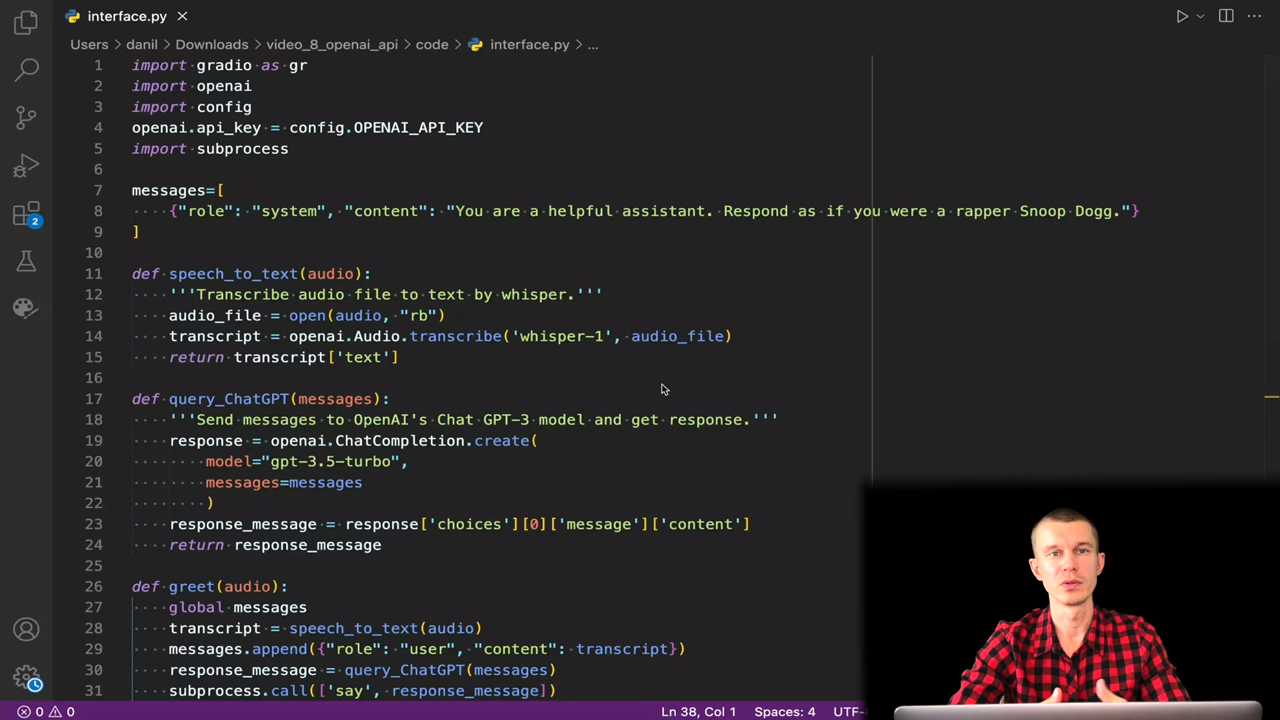 interface.py
Users > danil > Downloads > video_8_openai_api > code > interface.py > ...
1 import gradio as gr
2 import openai
3 import config
4 openai.api_key = config.OPENAI_API_KEY
5 import subprocess
6
7 messages=[
8     {"role": "system", "content": "You are a helpful assistant. Respond as if you were a rapper Snoop Dogg."}
9 ]
10
11 def speech_to_text(audio):
12     '''Transcribe audio file to text by whisper.'''
13     audio_file = open(audio, "rb")
14     transcript = openai.Audio.transcribe('whisper-1', audio_file)
15     return transcript['text']
16
17 def query_ChatGPT(messages):
18     '''Send messages to OpenAI's Chat GPT-3 model and get response.'''
19     response = openai.ChatCompletion.create(
20         model="gpt-3.5-turbo",
21         messages=messages
22         )
23     response_message = response['choices'][0]['message']['content']
24     return response_message
25
26 def greet(audio):
27     global messages
28     transcript = speech_to_text(audio)
29     messages.append({"role": "user", "content": transcript})
30     response_message = query_ChatGPT(messages)
31     subprocess.call(['say', response_message])
2
0 0 Ln 38, Col 1 Spaces: 4 UTF-